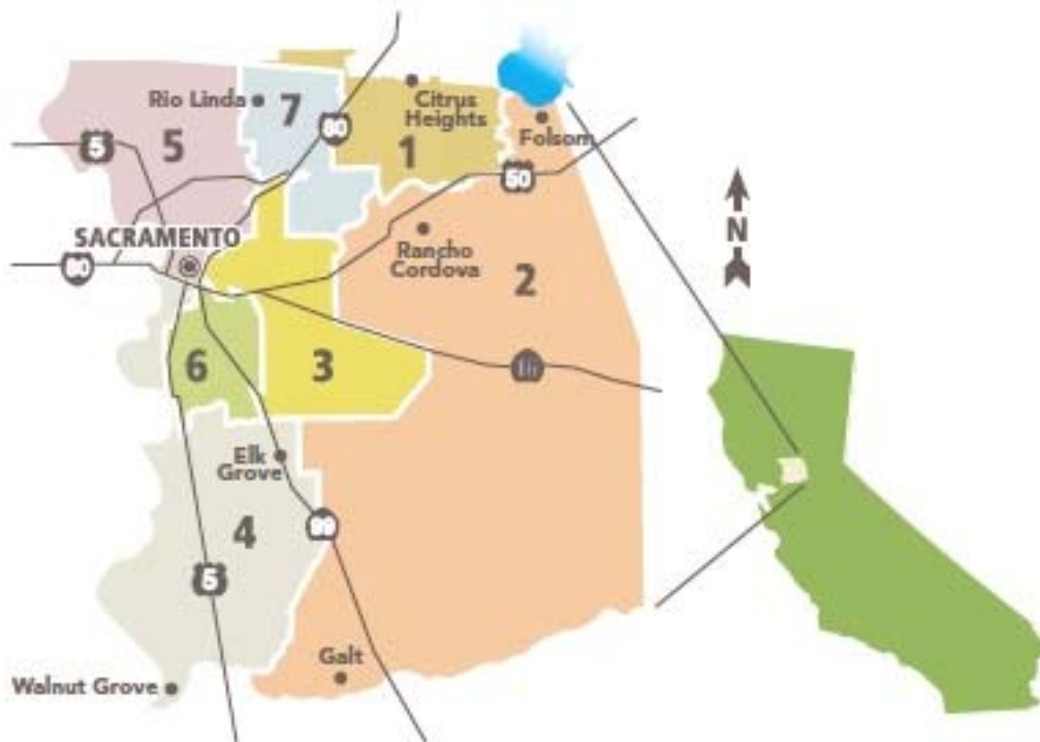 Rio Linda
7
80
Citrus
Heights
5
5
1
Folsom
50
SACRAMENTO
80
Rancho
Cordova
2
N
6
3
16
Elk
Grove
4
99
5
Galt
Walnut Grove